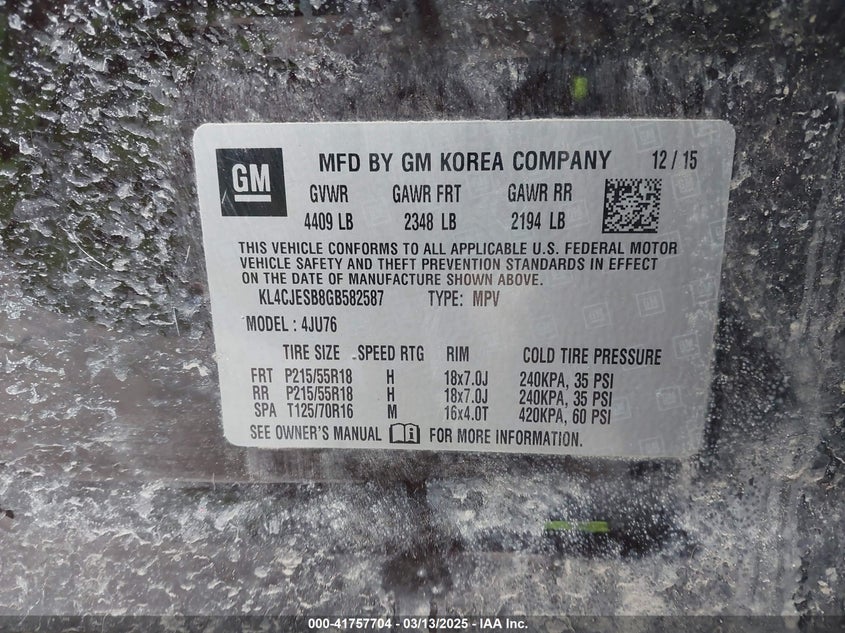 GM MFD BY GM KOREA COMPANY 12 / 15
GVWR GAWR FRT GAWR RR
4409 LB 2348 LB 2194 LB
THIS VEHICLE CONFORMS TO ALL APPLICABLE U.S. FEDERAL MOTOR
VEHICLE SAFETY AND THEFT PREVENTION STANDARDS IN EFFECT
ON THE DATE OF MANUFACTURE SHOWN ABOVE.
KL4CJESB8GB582587 TYPE: MPV
MODEL : 4JU76
TIRE SIZE SPEED RTG RIM COLD TIRE PRESSURE
FRT P215/55R18 H 18x7.0J 240KPA, 35 PSI
RR P215/55R18 H 18x7.0J 240KPA, 35 PSI
SPA T125/70R16 M 16x4.0T 420KPA, 60 PSI
SEE OWNER'S MANUAL FOR MORE INFORMATION.
000-41757704 — 03/13/2025 — IAA Inc.